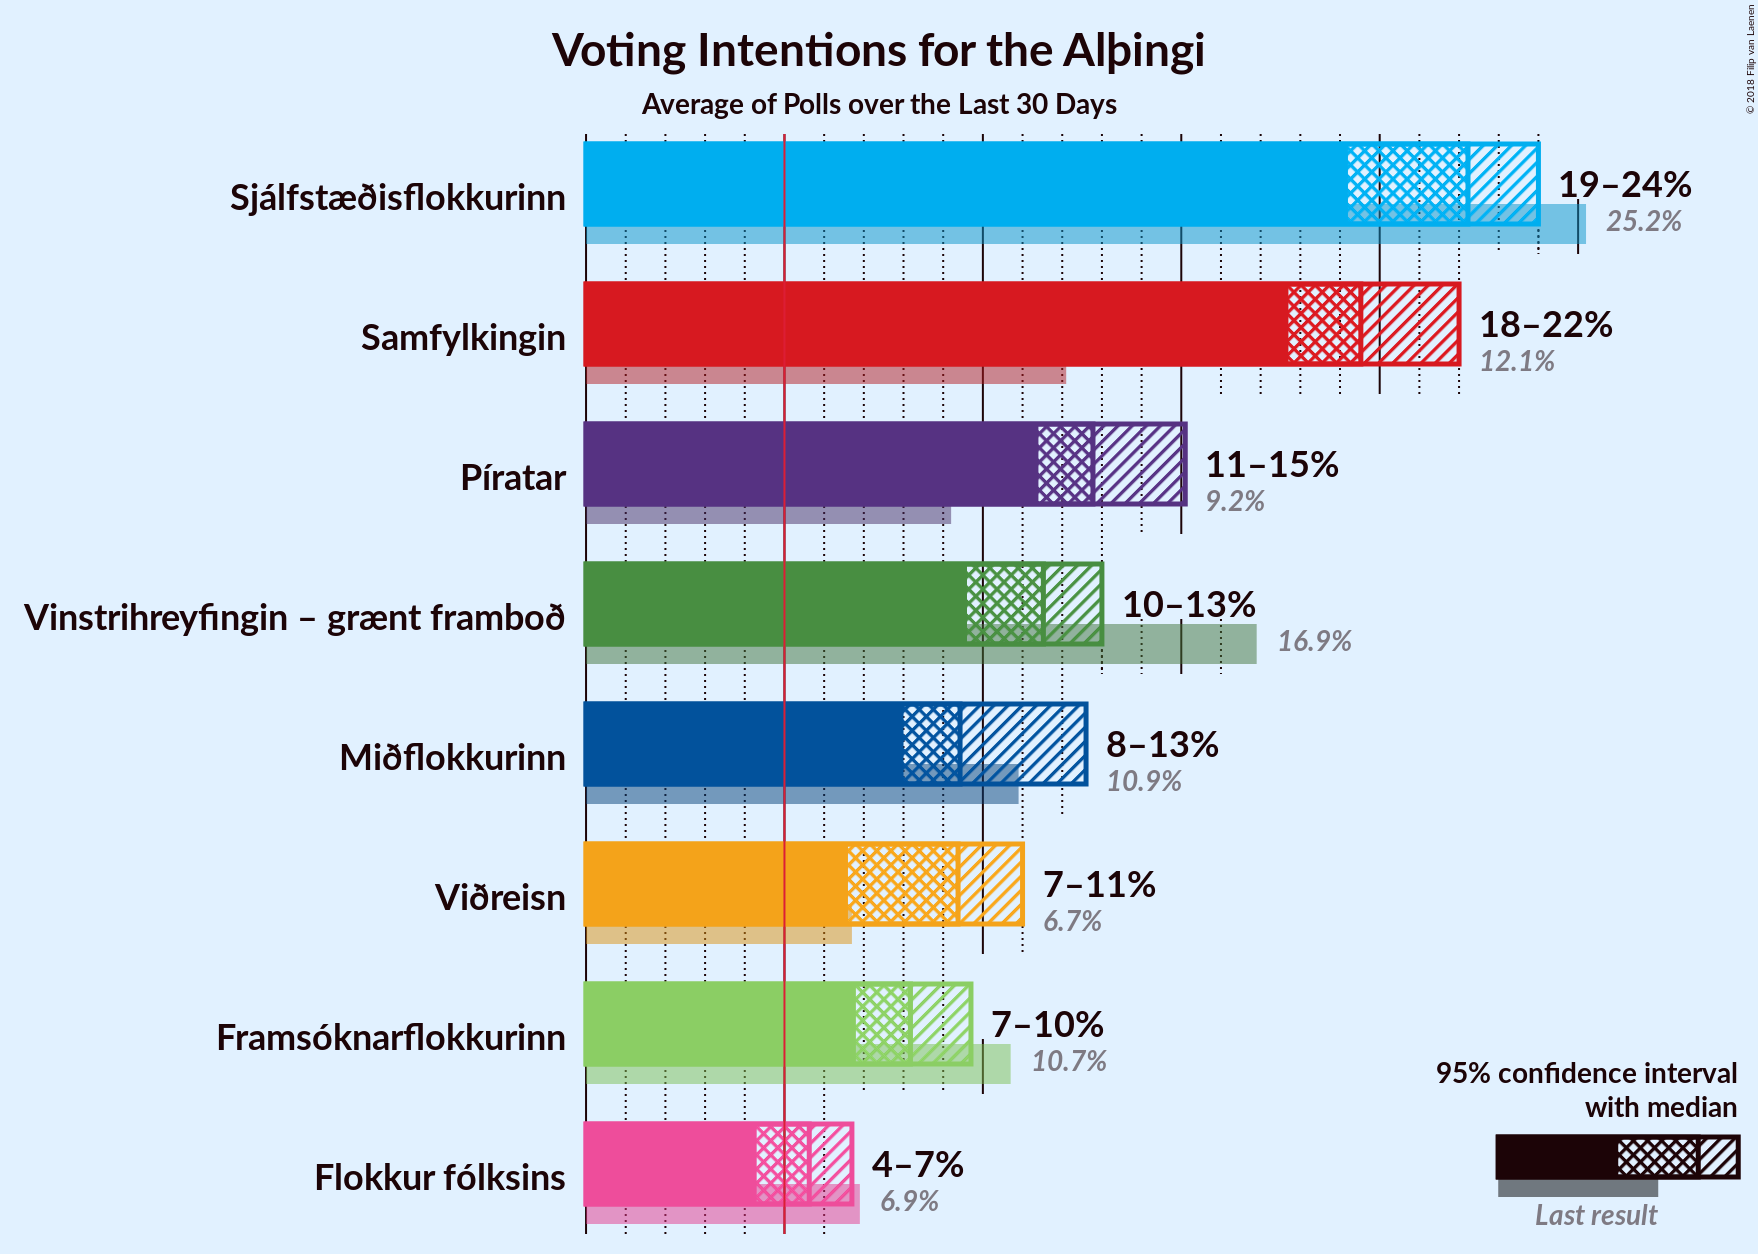 Voting Intentions for the Alþingi
Average of Polls over the Last 30 Days
© 2018 Filip van Laenen
Sjálfstæðisflokkurinn
19–24%
25.2%
Samfylkingin
18–22%
12.1%
Píratar
11–15%
9.2%
Vinstrihreyfingin – grænt framboð
10–13%
16.9%
Miðflokkurinn
8–13%
10.9%
Viðreisn
7–11%
6.7%
Framsóknarflokkurinn
7–10%
10.7%
Flokkur fólksins
4–7%
6.9%
95% confidence interval
with median
Last result